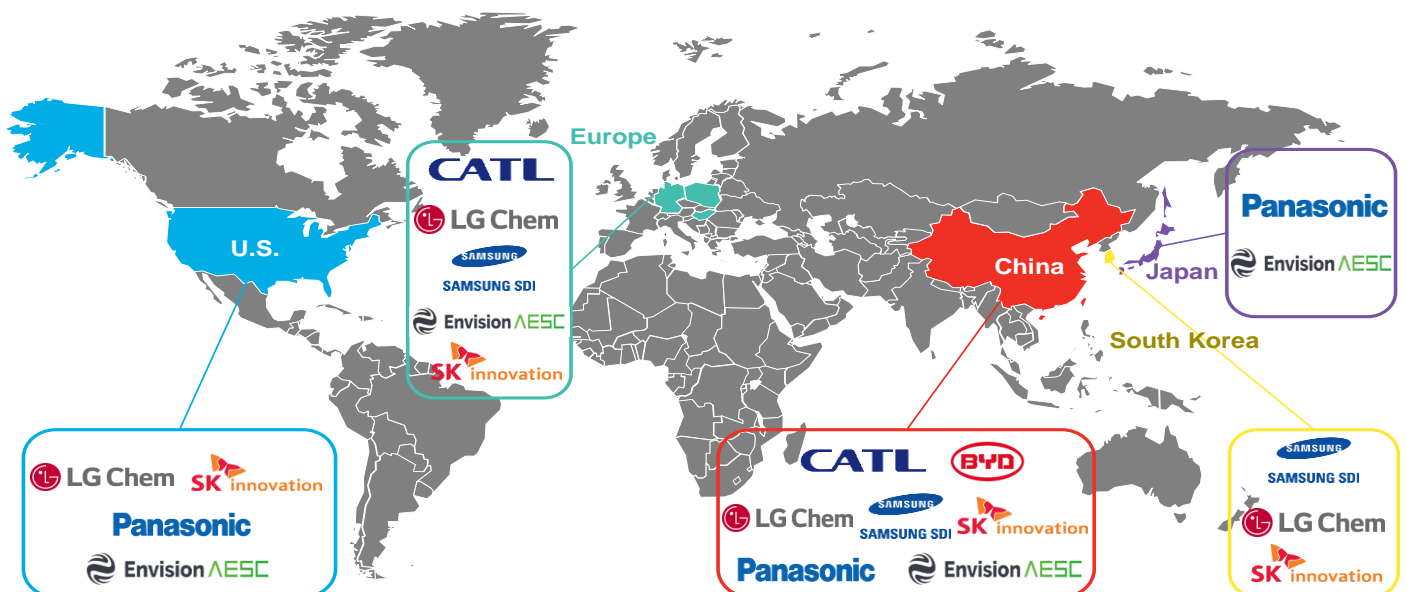 Europe
CATL
LG Chem
SAMSUNG
SAMSUNG SDI
Envision AESC
SK innovation
U.S.
LG Chem SK innovation
Panasonic
Envision AESC
China
CATL BYD
LG Chem SAMSUNG SK innovation
SAMSUNG SDI
Panasonic Envision AESC
Japan
Panasonic
Envision AESC
South Korea
SAMSUNG
SAMSUNG SDI
LG Chem
SK innovation